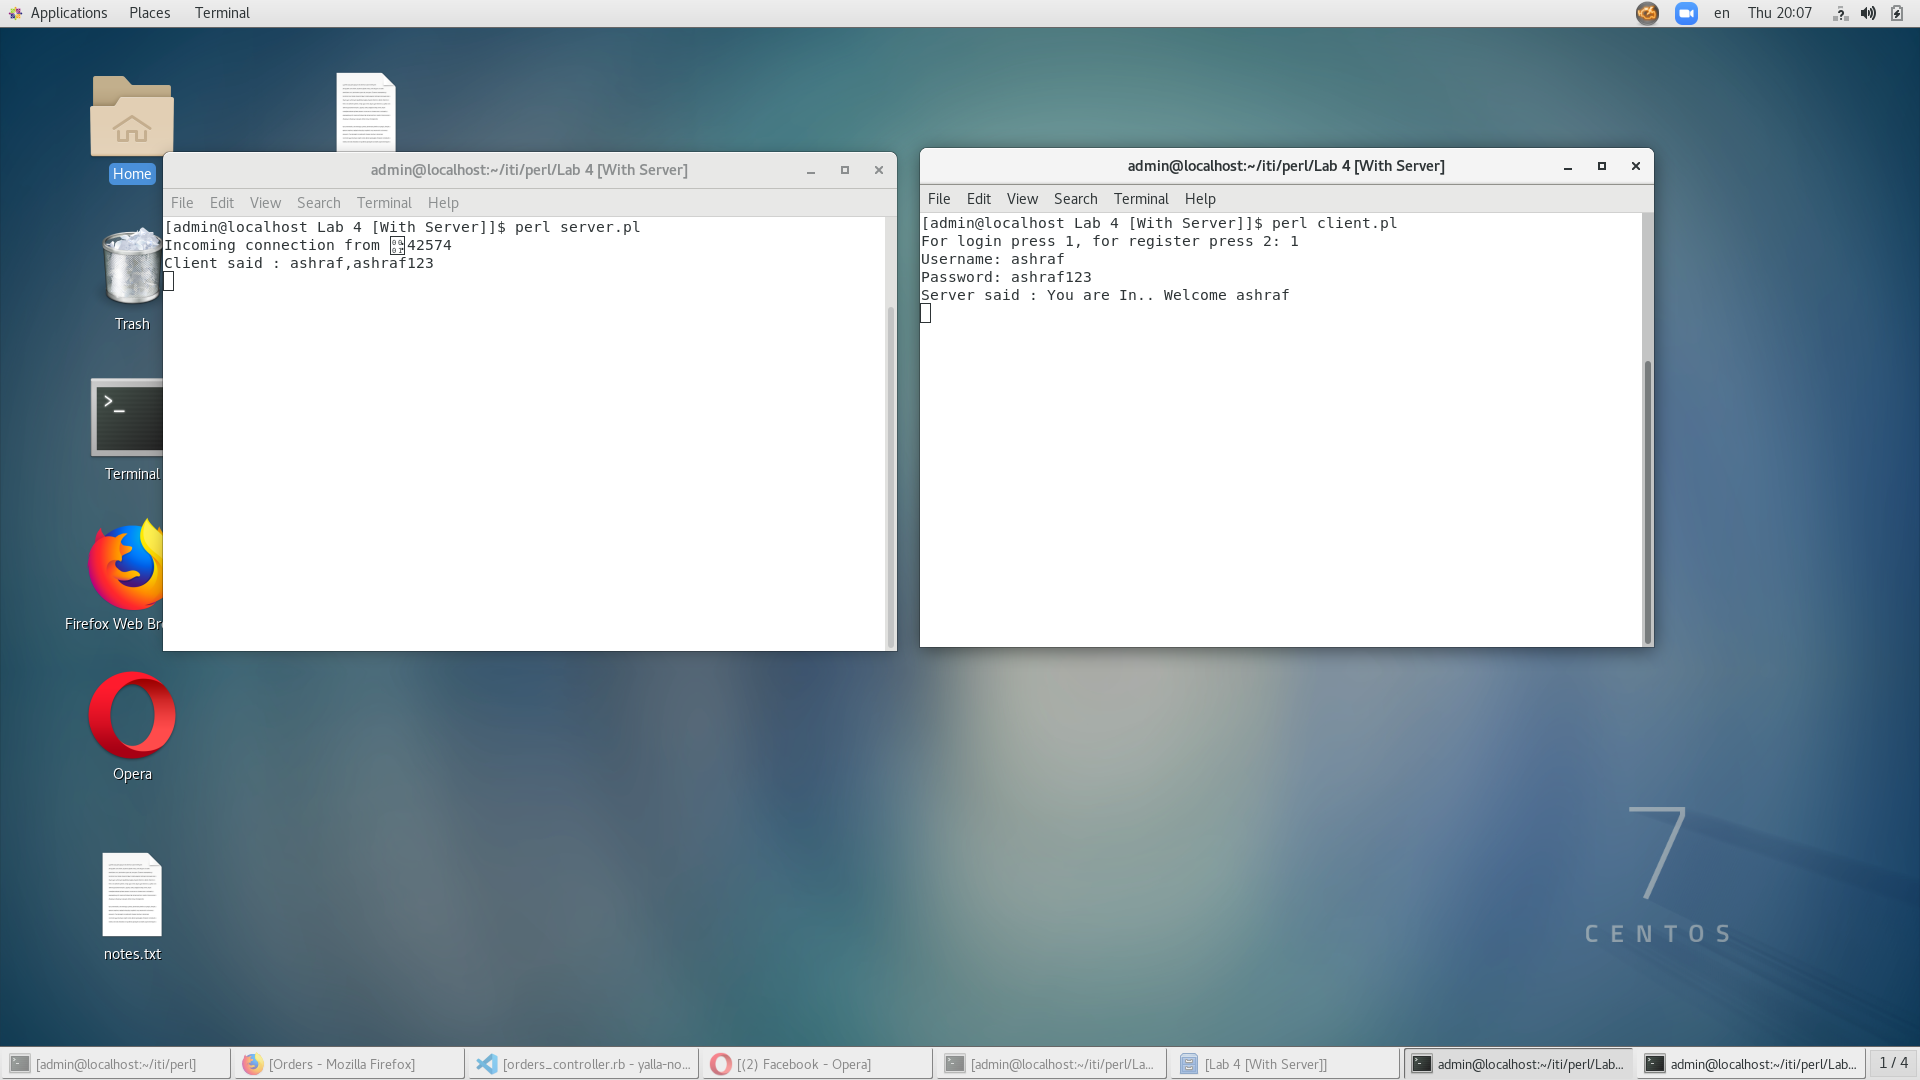 Applications Places Terminal
en Thu 20:07
Home
Trash
Terminal
Firefox Web Br
Opera
notes.txt
admin@localhost:~/iti/perl/Lab 4 [With Server]
File Edit View Search Terminal Help
[admin@localhost Lab 4 [With Server]]$ perl server.pl
Incoming connection from 42574
Client said : ashraf,ashraf123
admin@localhost:~/iti/perl/Lab 4 [With Server]
File Edit View Search Terminal Help
[admin@localhost Lab 4 [With Server]]$ perl client.pl
For login press 1, for register press 2: 1
Username: ashraf
Password: ashraf123
Server said : You are In.. Welcome ashraf
7
CENTOS
[admin@localhost:~/iti/perl] [Orders - Mozilla Firefox] [orders_controller.rb - yalla-no... [(2) Facebook - Opera] [admin@localhost:~/iti/perl/La... [Lab 4 [With Server]] admin@localhost:~/iti/perl/Lab... admin@localhost:~/iti/perl/Lab... 1 / 4